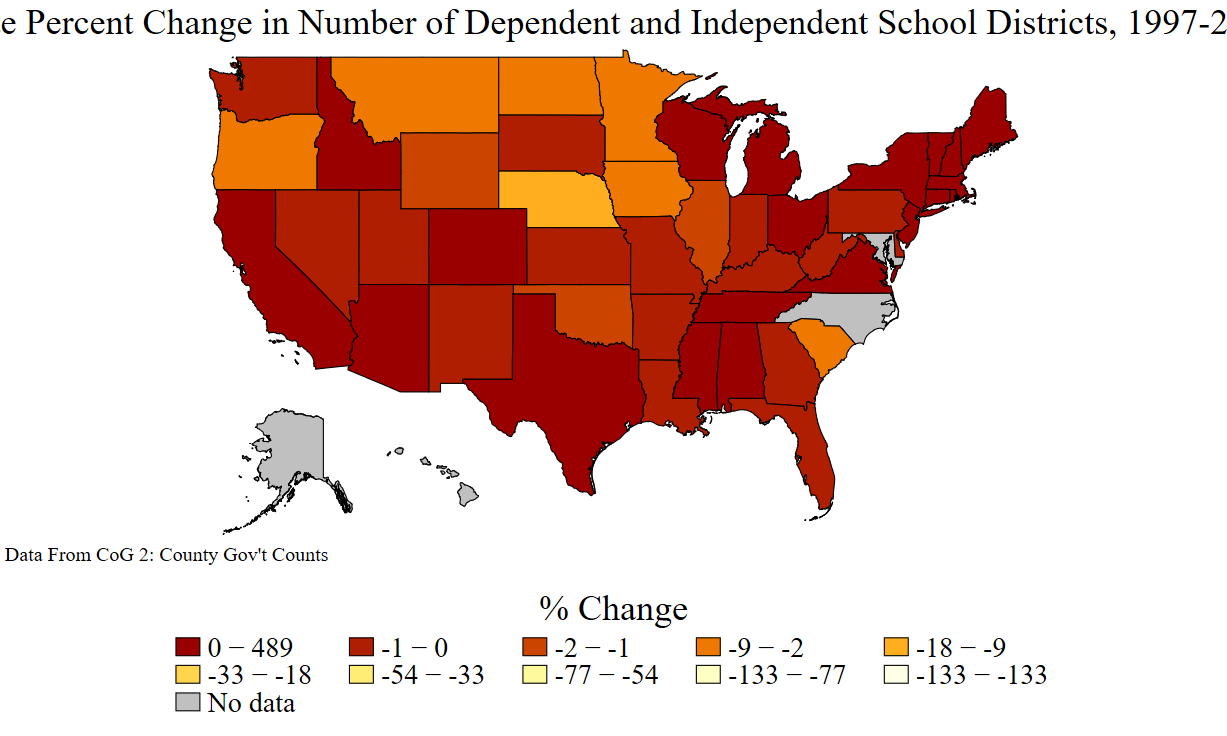 e Percent Change in Number of Dependent and Independent School Districts, 1997-2
Data From CoG 2: County Gov't Counts
% Change
0 − 489 -1 − 0 -2 − -1 -9 − -2 -18 − -9
-33 − -18 -54 − -33 -77 − -54 -133 − -77 -133 − -133
No data